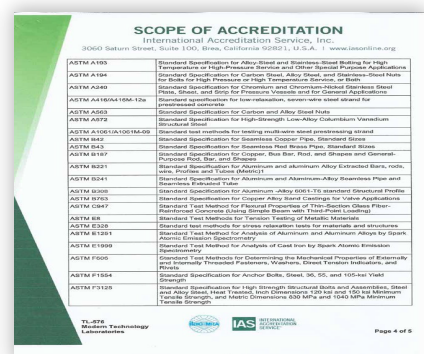 SCOPE OF ACCREDITATION
International Accreditation Service, Inc.
3060 Saturn Street, Suite 100, Brea, California 92821, U.S.A. I www.iasonline.org
ASTM A193 Standard Specification for Alloy-Steel and Stainless-Steel Bolting for High
Temperature or High-Pressure Service and Other Special Purpose Applications
ASTM A194 Standard Specification for Carbon Steel, Alloy Steel, and Stainless-Steel Nuts
for Bolts for High Pressure or High Temperature Service, or Both
ASTM A240 Standard Specification for Chromium and Chromium-Nickel Stainless Steel
Plate, Sheet, and Strip for Pressure Vessels and for General Applications
ASTM A416/A416M-12a Standard specification for low-relaxation, seven-wire steel strand for
prestressed concrete
ASTM A563 Standard Specification for Carbon and Alloy Steel Nuts
ASTM A572 Standard Specification for High-Strength Low-Alloy Columbium Vanadium
Structural Steel
ASTM A1061/A1061M-09 Standard test methods for testing multi-wire steel prestressing strand
ASTM B42 Standard Specification for Seamless Copper Pipe, Standard Sizes
ASTM B43 Standard Specification for Seamless Red Brass Pipe, Standard Sizes
ASTM B187 Standard Specification for Copper, Bus Bar, Rod, and Shapes and General-
Purpose Rod, Bar, and Shapes
ASTM B221 Standard Specification for Aluminum and aluminum Alloy Extruded Bars, rods,
wire, Profiles and Tubes (Metric)1
ASTM B241 Standard Specification for Aluminum and Aluminum-Alloy Seamless Pipe and
Seamless Extruded Tube
ASTM B308 Standard Specification for Aluminum -Alloy 6061-T6 standard Structural Profile
ASTM B763 Standard Specification for Copper Alloy Sand Castings for Valve Applications
ASTM C947 Standard Test Method for Flexural Properties of Thin-Section Glass Fiber-
Reinforced Concrete (Using Simple Beam with Third-Point Loading)
ASTM E8 Standard Test Methods for Tension Testing of Metallic Materials
ASTM E328 Standard test methods for stress relaxation tests for materials and structures
ASTM E1251 Standard Test Method for Analysis of Aluminum and Aluminum Alloys by Spark
Atomic Emission Spectrometry
ASTM E1999 Standard Test Method for Analysis of Cast Iron by Spark Atomic Emission
Spectrometry
ASTM F606 Standard Test Methods for Determining the Mechanical Properties of Externally
and Internally Threaded Fasteners, Washers, Direct Tension Indicators, and
Rivets
ASTM F1554 Standard Specification for Anchor Bolts, Steel, 36, 55, and 105-ksi Yield
Strength
ASTM F3125 Standard Specification for High Strength Structural Bolts and Assemblies, Steel
and Alloy Steel, Heat Treated, Inch Dimensions 120 ksi and 150 ksi Minimum
Tensile Strength, and Metric Dimensions 830 MPa and 1040 MPa Minimum
Tensile Strength
TL-576
Modern Technology
Laboratories
ilac-MRA
IAS INTERNATIONAL
ACCREDITATION
SERVICE
Page 4 of 5